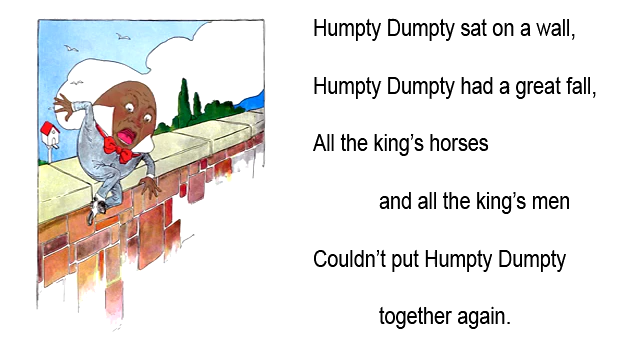 Humpty Dumpty sat on a wall,
Humpty Dumpty had a great fall,
All the king’s horses
and all the king’s men
Couldn’t put Humpty Dumpty
together again.